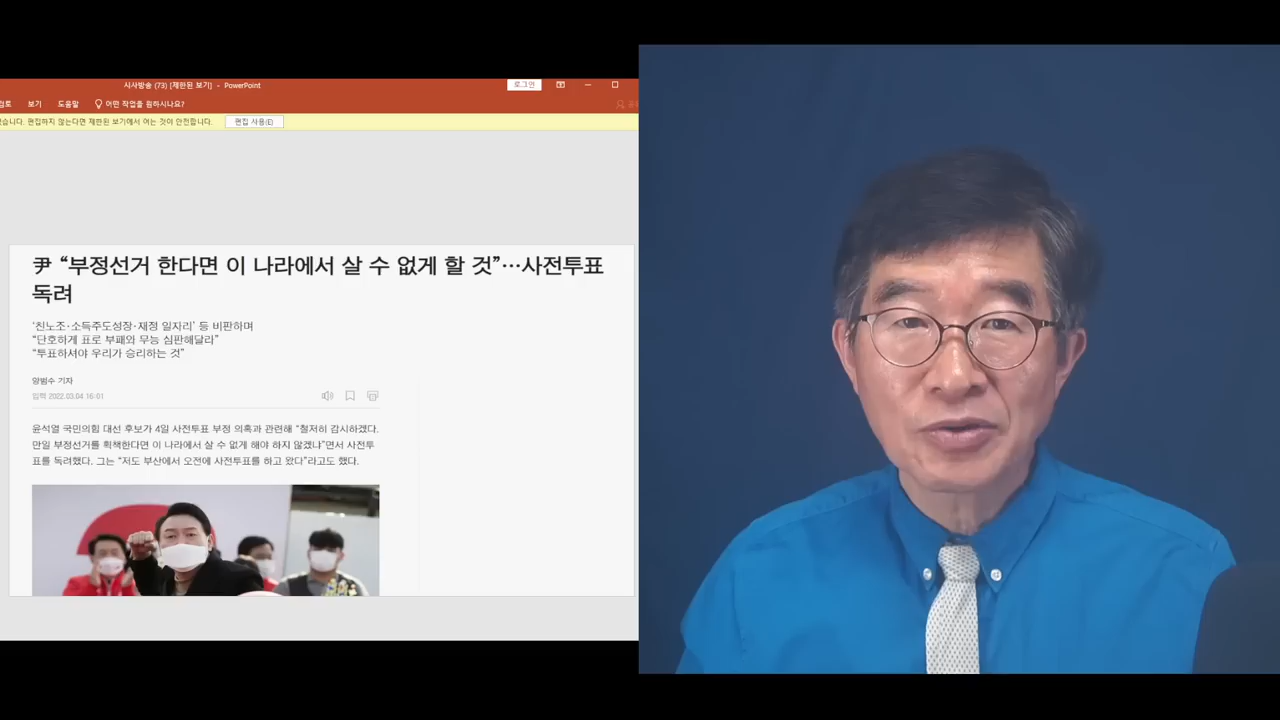 시사방송 (73) [제한된 보기] - PowerPoint
로그인
검토 보기 도움말 어떤 작업을 원하시나요?
습니다. 편집하지 않는다면 제한된 보기에서 여는 것이 안전합니다. 편집 사용(E)
尹 “부정선거 한다면 이 나라에서 살 수 없게 할 것”…사전투표
독려
‘친노조·소득주도성장·재정 일자리’ 등 비판하며
“단호하게 표로 부패와 무능 심판해달라”
“투표하셔야 우리가 승리하는 것”
양범수 기자
입력 2022.03.04 16:01
윤석열 국민의힘 대선 후보가 4일 사전투표 부정 의혹과 관련해 “철저히 감시하겠다.
만일 부정선거를 획책한다면 이 나라에서 살 수 없게 해야 하지 않겠냐”면서 사전투
표를 독려했다. 그는 “저도 부산에서 오전에 사전투표를 하고 왔다”라고도 했다.